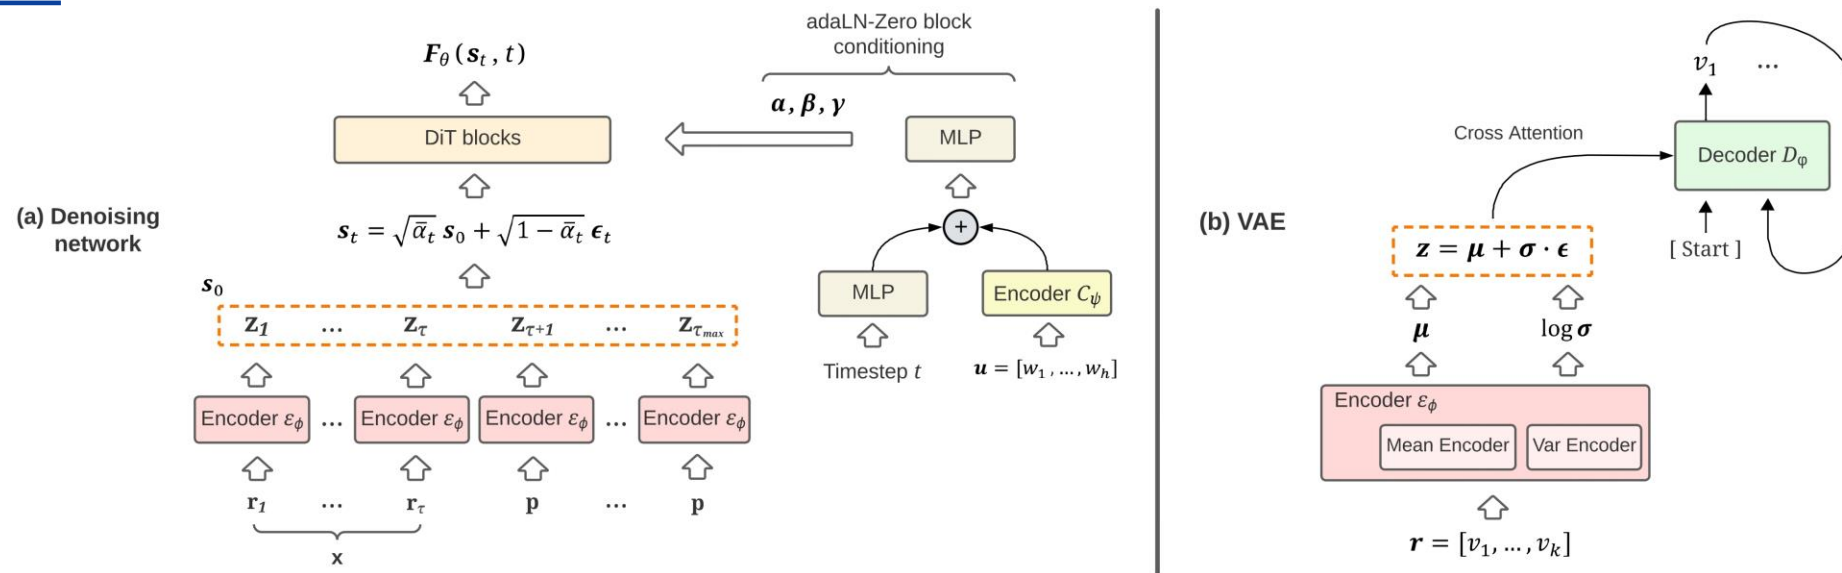 adaLN-Zero block
conditioning
F_θ(s_t, t)
α, β, γ
DiT blocks
MLP
(a) Denoising
network
s_t = √ᾱ_t s_0 + √1 − ᾱ_t ϵ_t
+
s_0
MLP
Encoder C_ψ
z_1 ... z_τ z_τ+1 ... z_τ_max
Timestep t
u = [w_1, ..., w_h]
Encoder ε_ϕ ... Encoder ε_ϕ Encoder ε_ϕ ... Encoder ε_ϕ
r_1 ... r_τ p ... p
x
v_1 ...
Cross Attention
Decoder D_φ
(b) VAE
[ Start ]
z = μ + σ · ϵ
μ
log σ
Encoder ε_ϕ
Mean Encoder
Var Encoder
r = [v_1, ..., v_k]